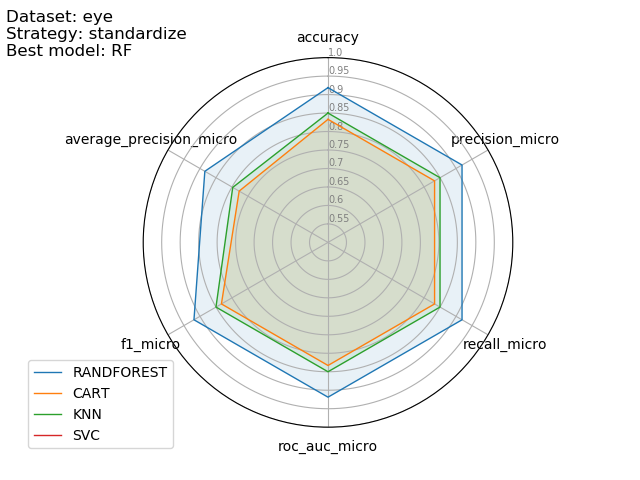 Dataset: eye
Strategy: standardize
Best model: RF
accuracy
1.0
0.95
0.9
0.85
0.8
0.75
0.7
0.65
0.6
0.55
average_precision_micro
precision_micro
f1_micro
recall_micro
roc_auc_micro
RANDFOREST
CART
KNN
SVC